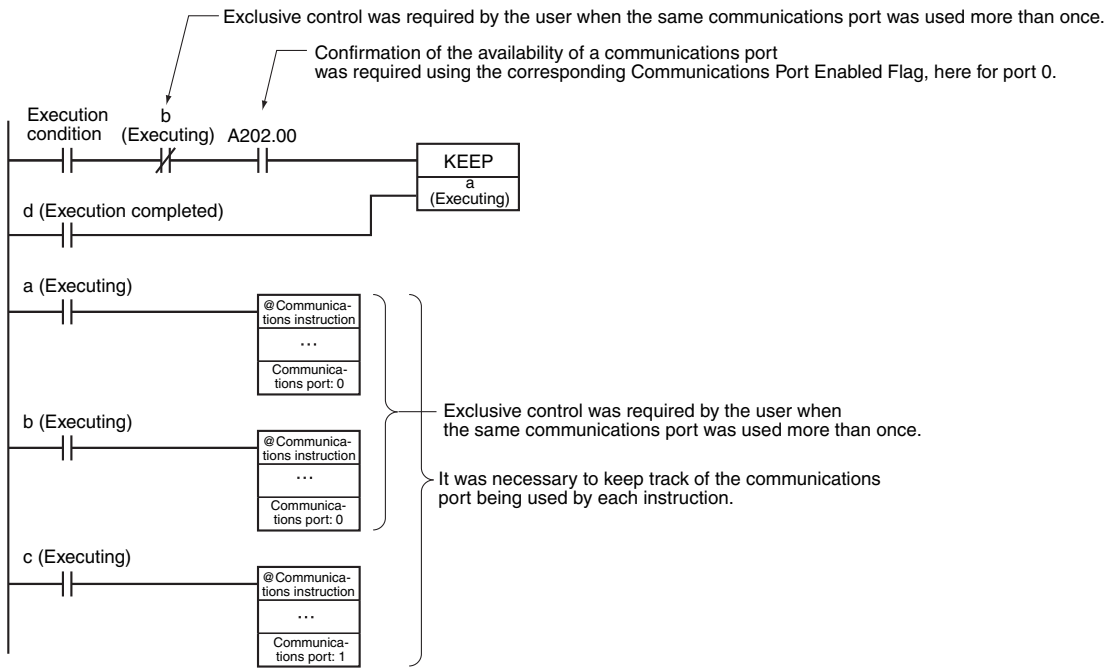 Exclusive control was required by the user when the same communications port was used more than once.
Confirmation of the availability of a communications port
was required using the corresponding Communications Port Enabled Flag, here for port 0.
Execution
condition
b
(Executing)
A202.00
KEEP
a
(Executing)
d (Execution completed)
a (Executing)
@Communica-
tions instruction
...
Communica-
tions port: 0
b (Executing)
@Communica-
tions instruction
...
Communica-
tions port: 0
Exclusive control was required by the user when
the same communications port was used more than once.
It was necessary to keep track of the communications
port being used by each instruction.
c (Executing)
@Communica-
tions instruction
...
Communica-
tions port: 1